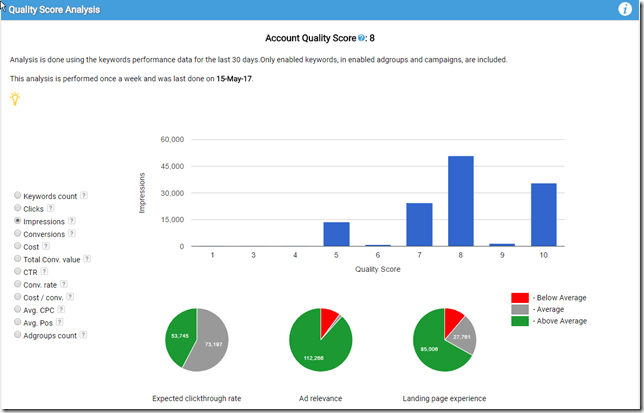 Quality Score Analysis
i
Account Quality Score?: 8
Analysis is done using the keywords performance data for the last 30 days.Only enabled keywords, in enabled adgroups and campaigns, are included.
This analysis is performed once a week and was last done on 15-May-17.
Keywords count ?
Clicks ?
Impressions ?
Conversions ?
Cost ?
Total Conv. value ?
CTR ?
Conv. rate ?
Cost / conv. ?
Avg. CPC ?
Avg. Pos ?
Adgroups count ?
Impressions
60,000
45,000
30,000
15,000
0
1 3 4 5 6 7 8 9 10
Quality Score
53,745 73,197
112,266
85,006 27,761
- Below Average
- Average
- Above Average
Expected clickthrough rate
Ad relevance
Landing page experience